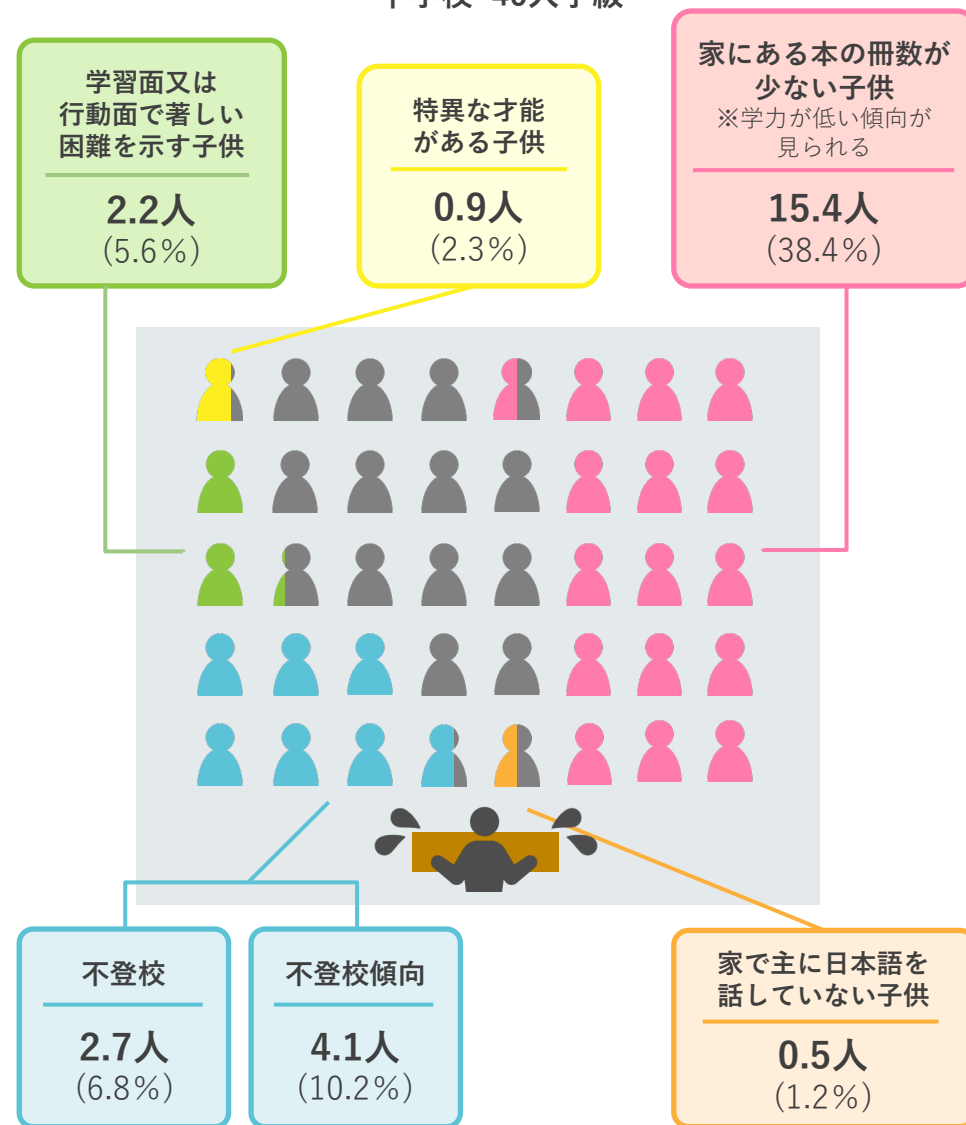 学習面又は
行動面で著しい
困難を示す子供
2.2人
(5.6%)
特異な才能
がある子供
0.9人
(2.3%)
家にある本の冊数が
少ない子供
※学力が低い傾向が
見られる
15.4人
(38.4%)
不登校
2.7人
(6.8%)
不登校傾向
4.1人
(10.2%)
家で主に日本語を
話していない子供
0.5人
(1.2%)